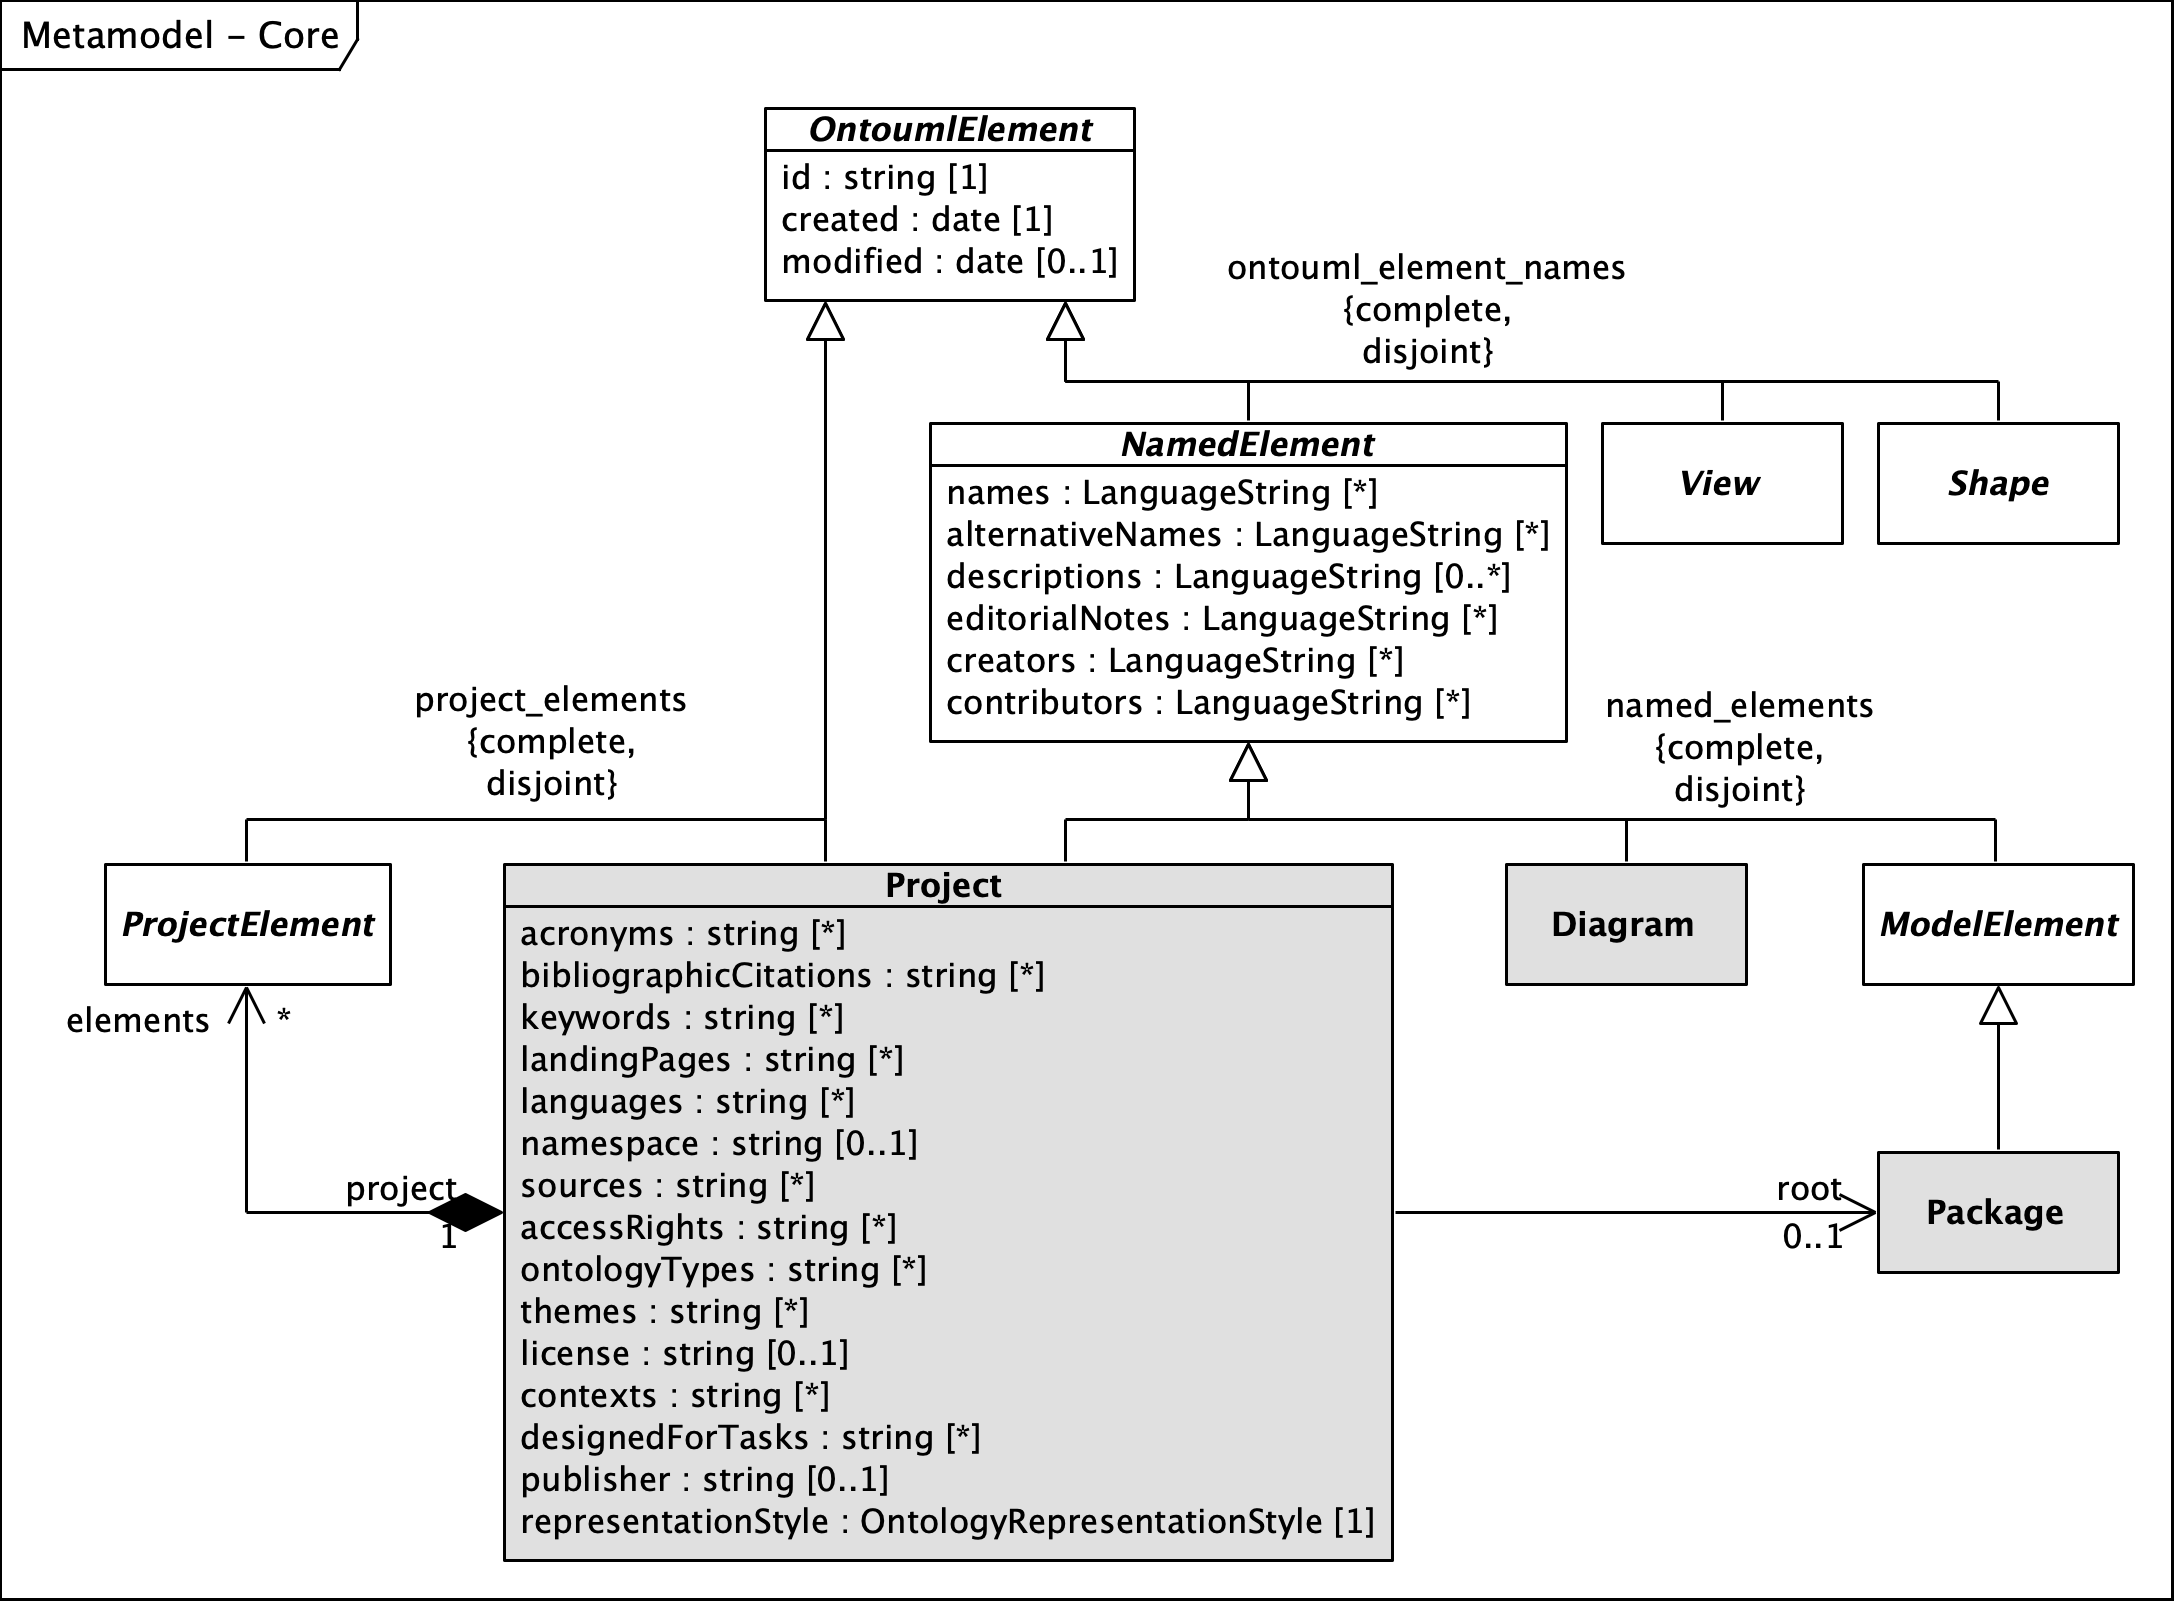 Metamodel – Core
OntoumlElement
id : string [1]
created : date [1]
modified : date [0..1]
ontouml_element_names
{complete,
disjoint}
NamedElement
names : LanguageString [*]
alternativeNames : LanguageString [*]
descriptions : LanguageString [0..*]
editorialNotes : LanguageString [*]
creators : LanguageString [*]
contributors : LanguageString [*]
View
Shape
project_elements
{complete,
disjoint}
named_elements
{complete,
disjoint}
ProjectElement
elements
*
project
1
Project
acronyms : string [*]
bibliographicCitations : string [*]
keywords : string [*]
landingPages : string [*]
languages : string [*]
namespace : string [0..1]
sources : string [*]
accessRights : string [*]
ontologyTypes : string [*]
themes : string [*]
license : string [0..1]
contexts : string [*]
designedForTasks : string [*]
publisher : string [0..1]
representationStyle : OntologyRepresentationStyle [1]
Diagram
ModelElement
root
0..1
Package